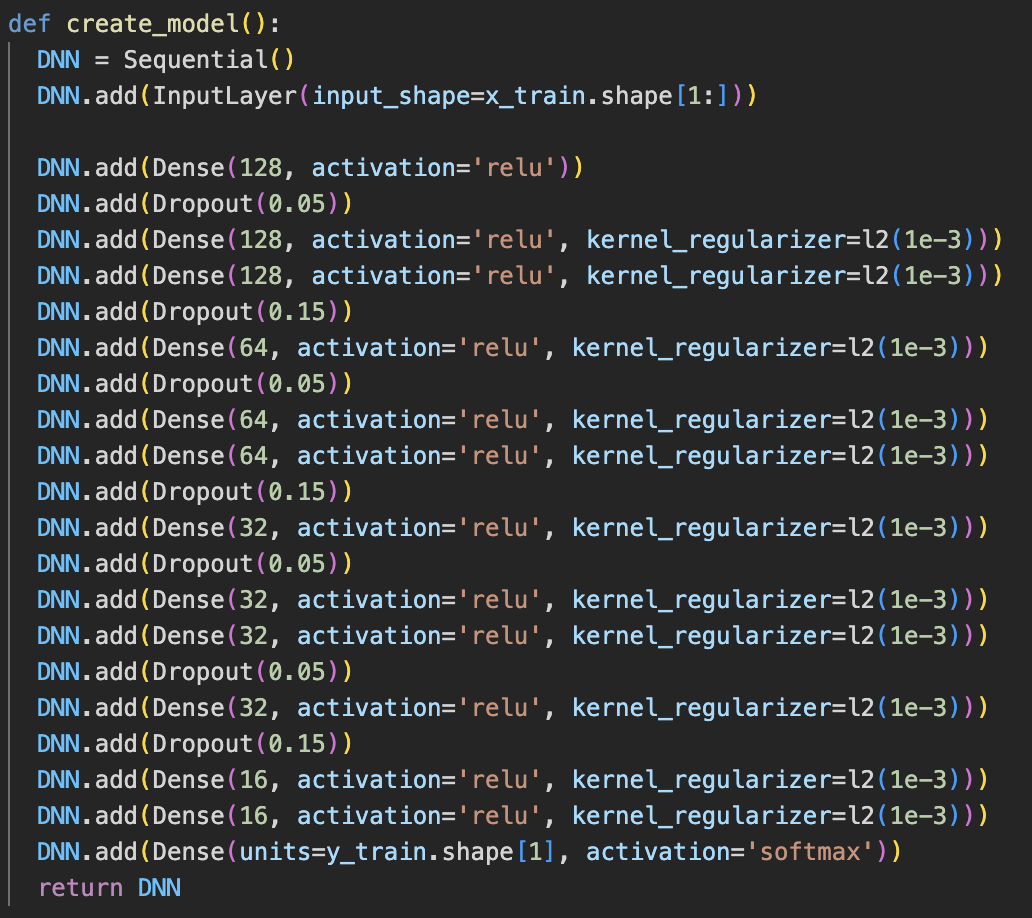 def create_model():
  DNN = Sequential()
  DNN.add(InputLayer(input_shape=x_train.shape[1:]))

  DNN.add(Dense(128, activation='relu'))
  DNN.add(Dropout(0.05))
  DNN.add(Dense(128, activation='relu', kernel_regularizer=l2(1e-3)))
  DNN.add(Dense(128, activation='relu', kernel_regularizer=l2(1e-3)))
  DNN.add(Dropout(0.15))
  DNN.add(Dense(64, activation='relu', kernel_regularizer=l2(1e-3)))
  DNN.add(Dropout(0.05))
  DNN.add(Dense(64, activation='relu', kernel_regularizer=l2(1e-3)))
  DNN.add(Dense(64, activation='relu', kernel_regularizer=l2(1e-3)))
  DNN.add(Dropout(0.15))
  DNN.add(Dense(32, activation='relu', kernel_regularizer=l2(1e-3)))
  DNN.add(Dropout(0.05))
  DNN.add(Dense(32, activation='relu', kernel_regularizer=l2(1e-3)))
  DNN.add(Dense(32, activation='relu', kernel_regularizer=l2(1e-3)))
  DNN.add(Dropout(0.05))
  DNN.add(Dense(32, activation='relu', kernel_regularizer=l2(1e-3)))
  DNN.add(Dropout(0.15))
  DNN.add(Dense(16, activation='relu', kernel_regularizer=l2(1e-3)))
  DNN.add(Dense(16, activation='relu', kernel_regularizer=l2(1e-3)))
  DNN.add(Dense(units=y_train.shape[1], activation='softmax'))
  return DNN